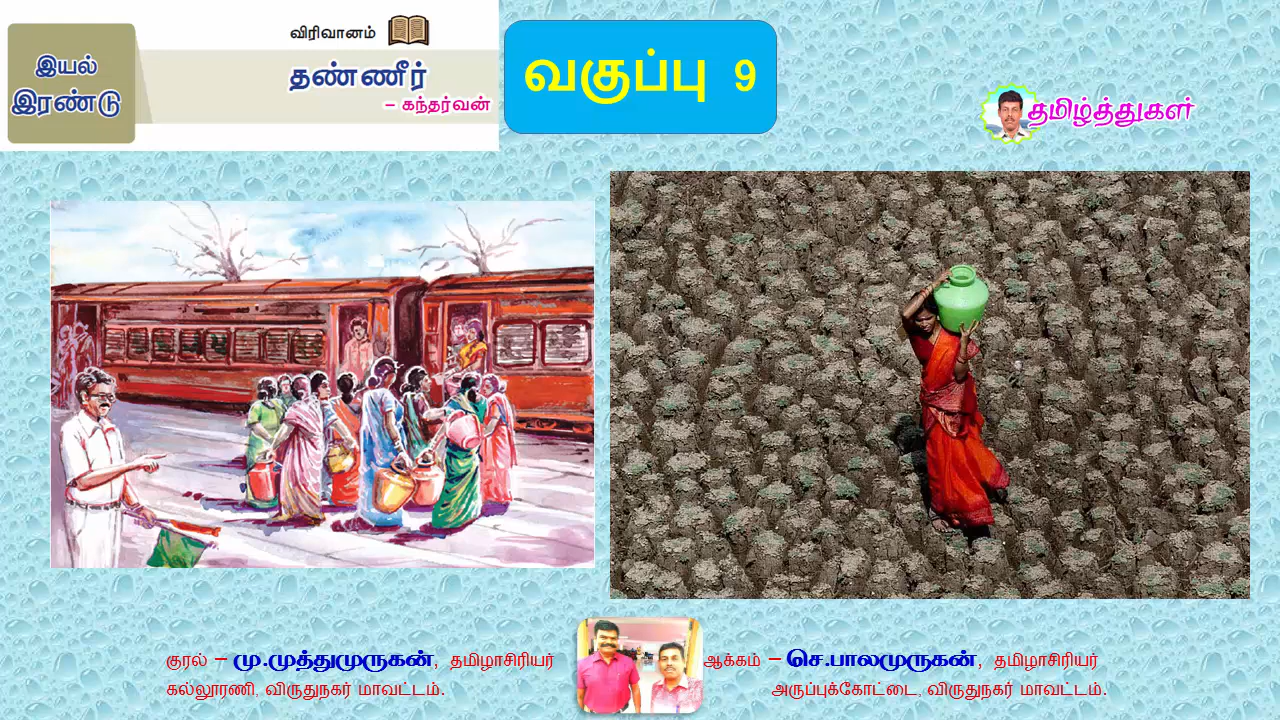 விரிவானம்
இயல்
இரண்டு
தண்ணீர்
– கந்தர்வன்
வகுப்பு 9
தமிழ்த்துகள்
குரல் – மு.முத்துமுருகன், தமிழாசிரியர்
கல்லூரணி, விருதுநகர் மாவட்டம்.
ஆக்கம் – செ.பாலமுருகன், தமிழாசிரியர்
அருப்புக்கோட்டை, விருதுநகர் மாவட்டம்.